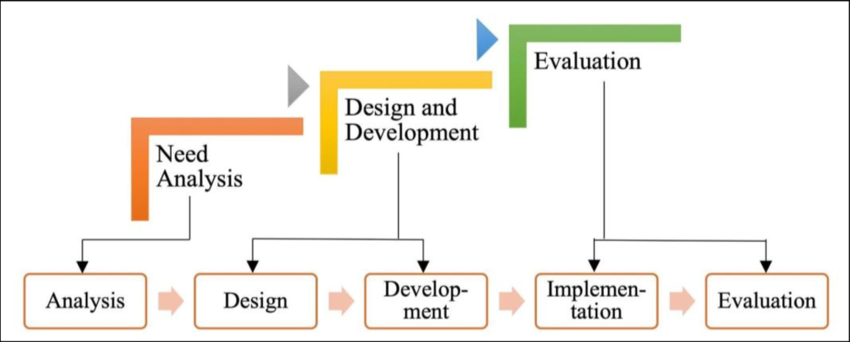 Evaluation
Design and
Development
Need
Analysis
Analysis
Design
Develop-
ment
Implemen-
tation
Evaluation